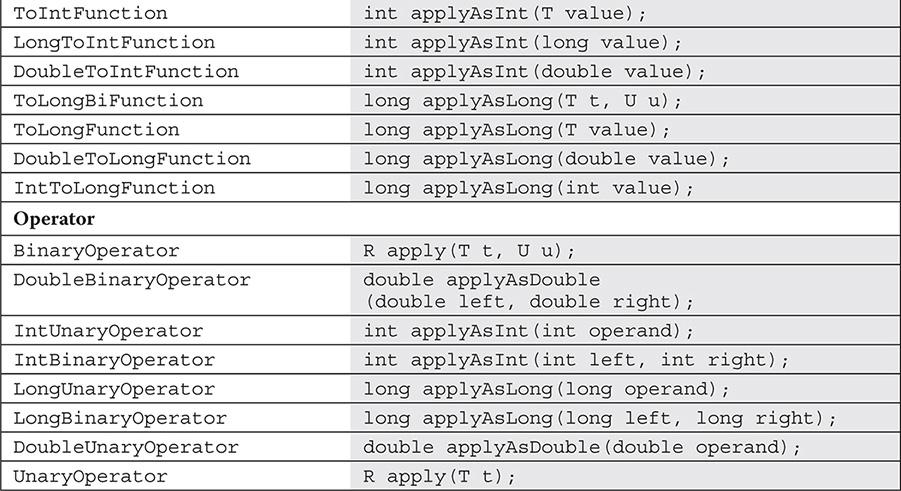 ToIntFunction int applyAsInt(T value);
LongToIntFunction int applyAsInt(long value);
DoubleToIntFunction int applyAsInt(double value);
ToLongBiFunction long applyAsLong(T t, U u);
ToLongFunction long applyAsLong(T value);
DoubleToLongFunction long applyAsLong(double value);
IntToLongFunction long applyAsLong(int value);
Operator
BinaryOperator R apply(T t, U u);
DoubleBinaryOperator double applyAsDouble
(double left, double right);
IntUnaryOperator int applyAsInt(int operand);
IntBinaryOperator int applyAsInt(int left, int right);
LongUnaryOperator long applyAsLong(long operand);
LongBinaryOperator long applyAsLong(long left, long right);
DoubleUnaryOperator double applyAsDouble(double operand);
UnaryOperator R apply(T t);